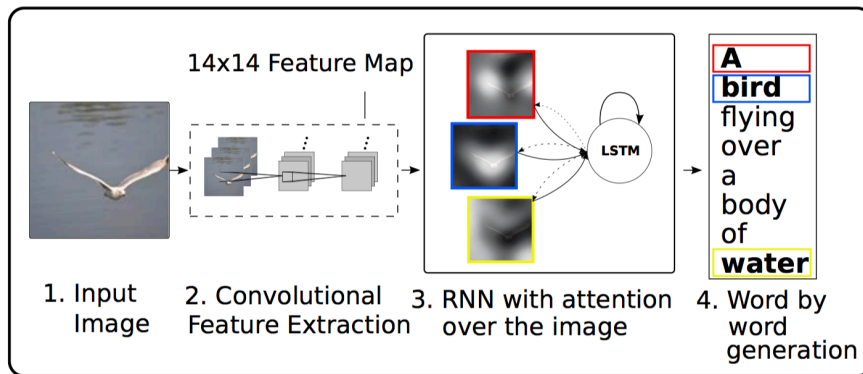 14x14 Feature Map
LSTM
A
bird
flying
over
a
body
of
water
1. Input
Image
2. Convolutional
Feature Extraction
3. RNN with attention
over the image
4. Word by
word
generation